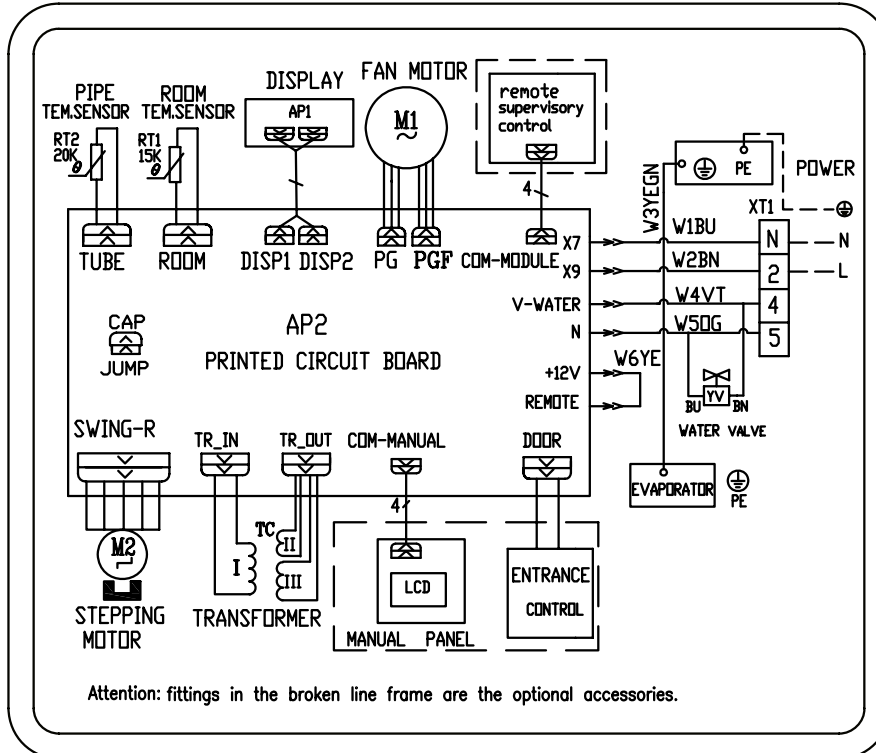 PIPE
TEM.SENSOR
ROOM
TEM.SENSOR
DISPLAY
FAN MOTOR
RT2
20K
θ
RT1
15K
θ
AP1
M1
~
remote
supervisory
control
4
W3YEGN
PE
POWER
XT1
TUBE
ROOM
DISP1
DISP2
PG
PGF
COM-MODULE
X7
W1BU
N
N
X9
W2BN
2
L
V-WATER
W4VT
4
N
W5OG
5
CAP
JUMP
AP2
PRINTED CIRCUIT BOARD
+12V
W6YE
REMOTE
BU
YV
BN
WATER VALVE
SWING-R
TR_IN
TR_OUT
COM-MANUAL
DOOR
EVAPORATOR
PE
4
M2
TC
I
II
III
LCD
ENTRANCE
CONTROL
STEPPING
MOTOR
TRANSFORMER
MANUAL PANEL
Attention: fittings in the broken line frame are the optional accessories.